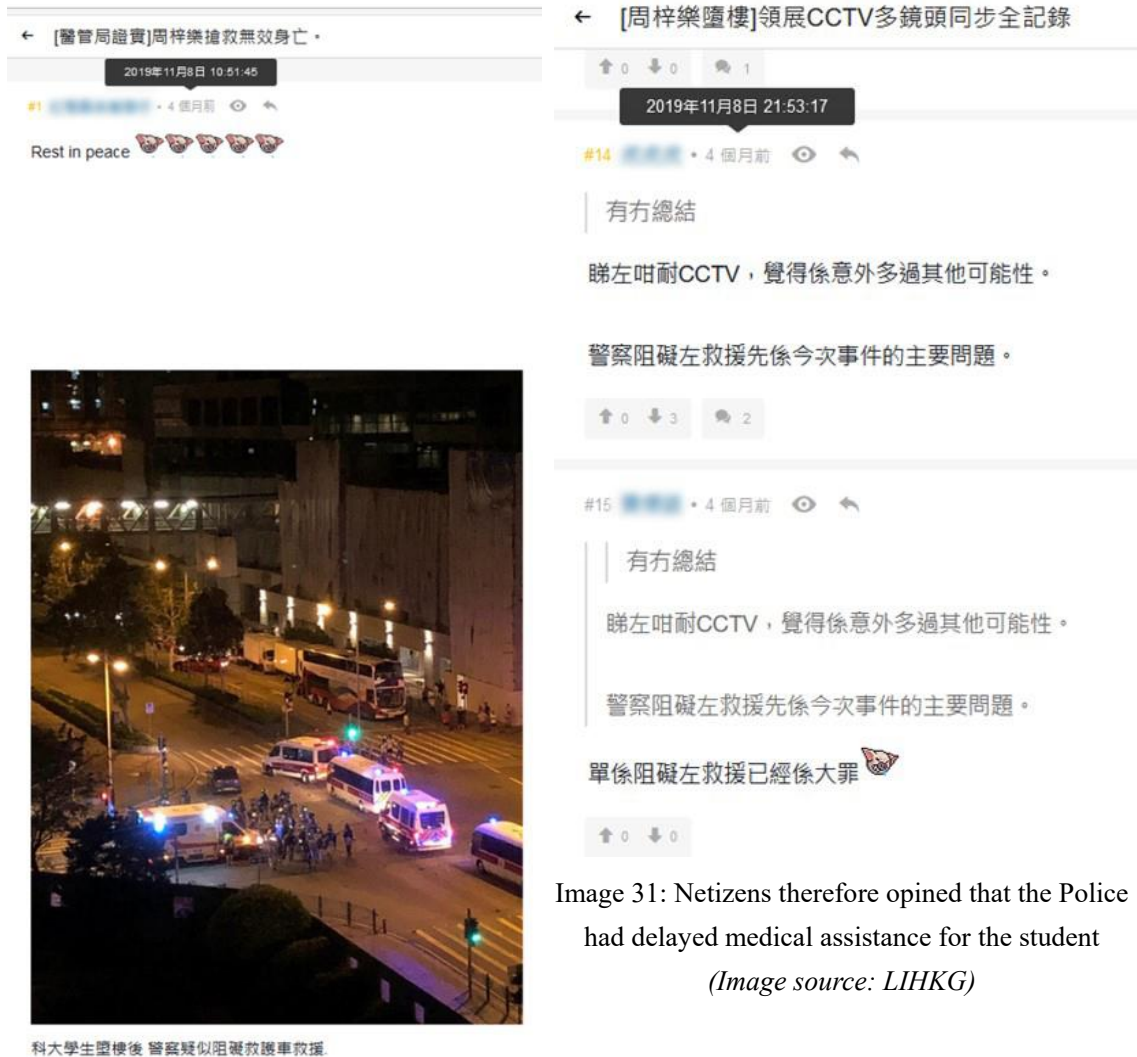 ← [醫管局證實]周梓樂搶救無效身亡。
2019年11月8日 10:51:45
#1 • 4 個月前
Rest in peace
科大學生墮樓後 警察疑似阻礙救護車救援.
← [周梓樂墮樓]領展CCTV多鏡頭同步全記錄
0 0 1
2019年11月8日 21:53:17
#14 • 4 個月前
有冇總結
睇左咁耐CCTV,覺得係意外多過其他可能性。
警察阻礙左救援先係今次事件的主要問題。
0 3 2
#15 • 4 個月前
有冇總結
睇左咁耐CCTV,覺得係意外多過其他可能性。
警察阻礙左救援先係今次事件的主要問題。
單係阻礙左救援已經係大罪
0 0
Image 31: Netizens therefore opined that the Police
had delayed medical assistance for the student
(Image source: LIHKG)